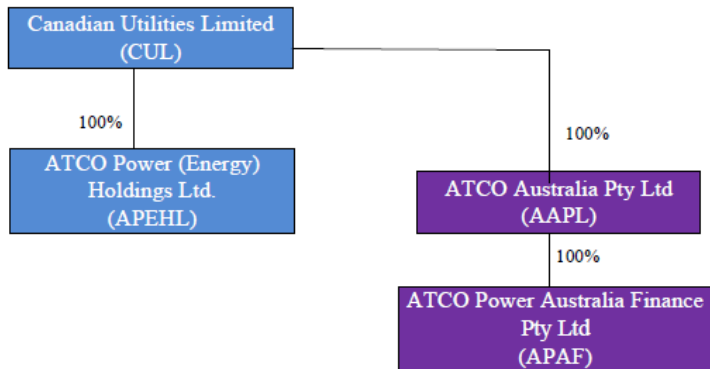 Canadian Utilities Limited
(CUL)
100%
100%
ATCO Power (Energy)
Holdings Ltd.
(APEHL)
ATCO Australia Pty Ltd
(AAPL)
100%
ATCO Power Australia Finance
Pty Ltd
(APAF)